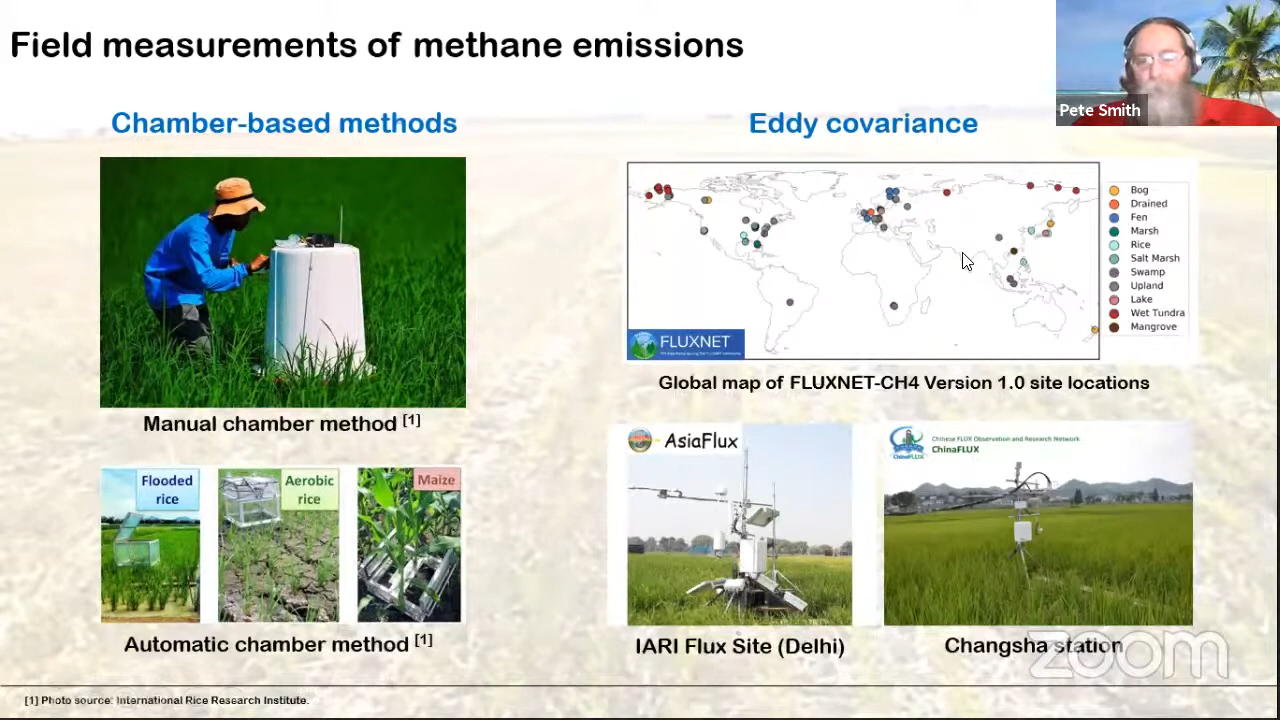 Field measurements of methane emissions
Pete Smith
Chamber-based methods
Eddy covariance
Bog
Drained
Fen
Marsh
Rice
Salt Marsh
Swamp
Upland
Lake
Wet Tundra
Mangrove
FLUXNET
Global map of FLUXNET-CH4 Version 1.0 site locations
Manual chamber method [1]
AsiaFlux
Chinese FLUX Observation and Research Network
ChinaFLUX
Flooded
rice
Aerobic
rice
Maize
Automatic chamber method [1]
IARI Flux Site (Delhi)
Changsha station
zoom
[1] Photo source: International Rice Research Institute.